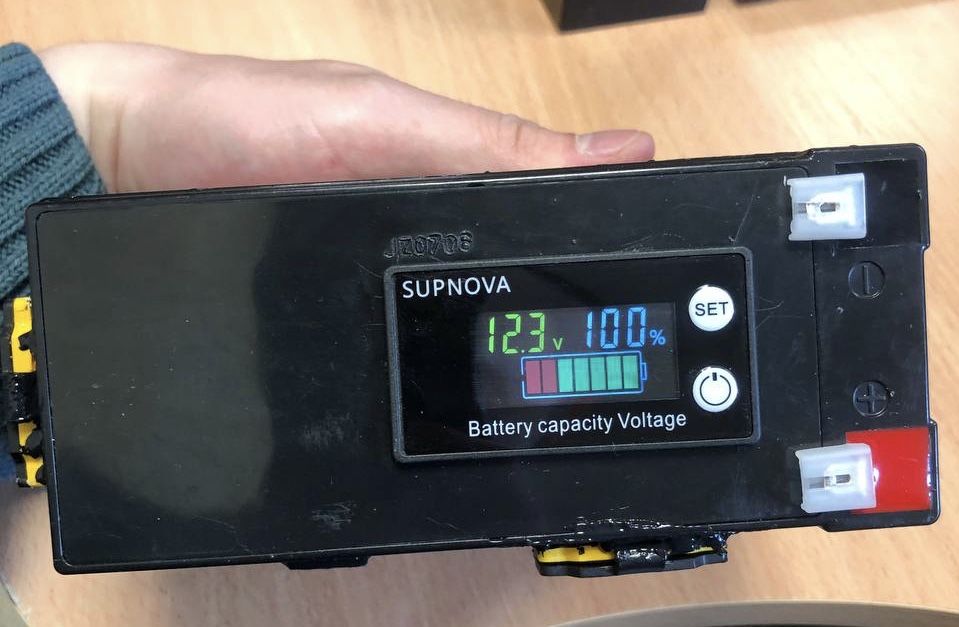 JZ0706
SUPNOVA
12.3 v 100 %
SET
Battery capacity Voltage